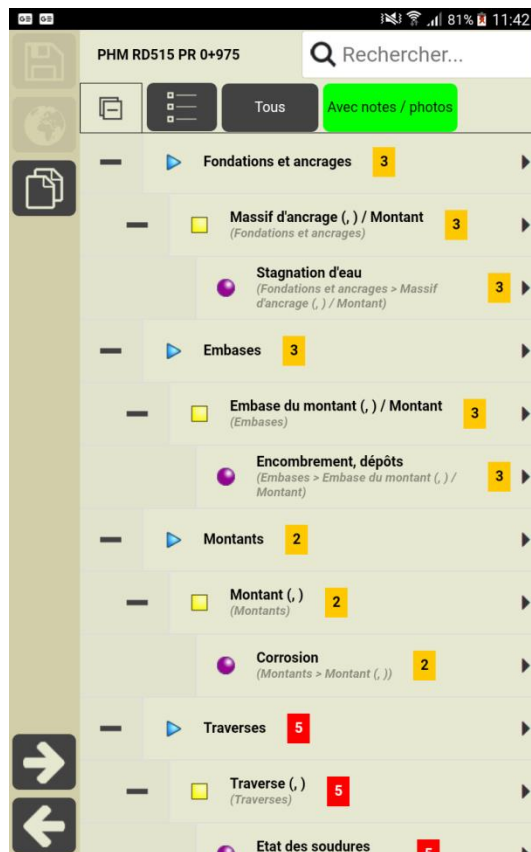 GE GE 81% 11:42
PHM RD515 PR 0+975 Rechercher...
Tous Avec notes / photos
Fondations et ancrages 3
Massif d'ancrage (, ) / Montant 3
(Fondations et ancrages)
Stagnation d'eau
(Fondations et ancrages > Massif 3
d'ancrage (, ) / Montant)
Embases 3
Embase du montant (, ) / Montant 3
(Embases)
Encombrement, dépôts
(Embases > Embase du montant (, ) / 3
Montant)
Montants 2
Montant (, ) 2
(Montants)
Corrosion 2
(Montants > Montant (, ))
Traverses 5
Traverse (, ) 5
(Traverses)
Etat des soudures 5